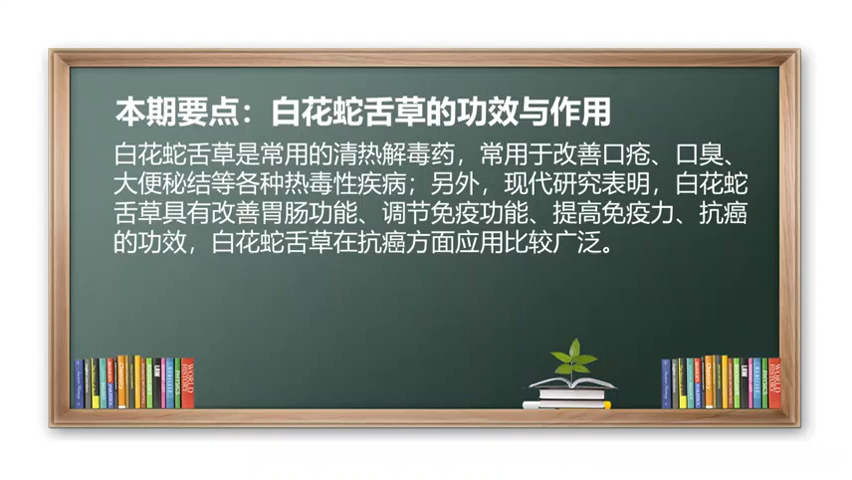 本期要点：白花蛇舌草的功效与作用
白花蛇舌草是常用的清热解毒药，常用于改善口疮、口臭、
大便秘结等各种热毒性疾病；另外，现代研究表明，白花蛇
舌草具有改善胃肠功能、调节免疫功能、提高免疫力、抗癌
的功效，白花蛇舌草在抗癌方面应用比较广泛。
WORLD HISTORY
WORLD HISTORY